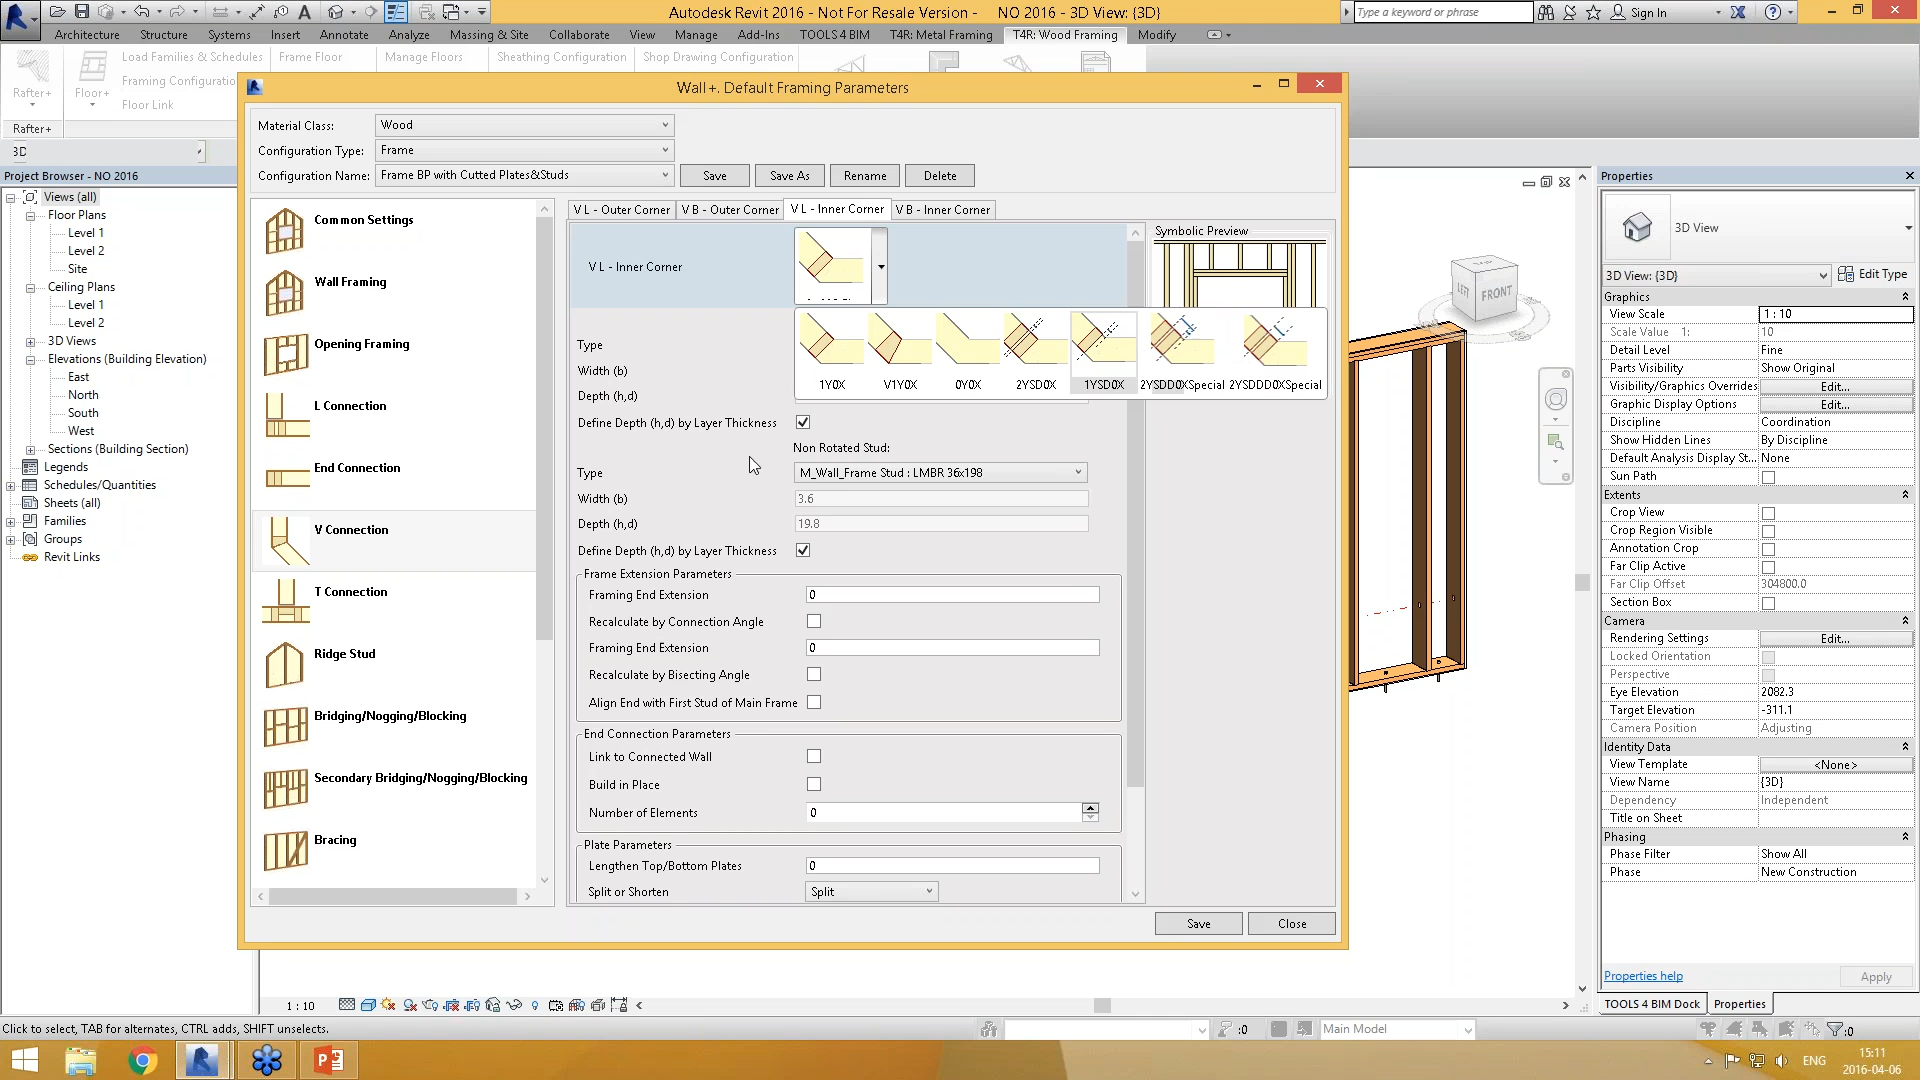 Autodesk Revit 2016 - Not For Resale Version -     NO 2016 - 3D View: {3D}
Type a keyword or phrase
Sign In
Architecture
Structure
Systems
Insert
Annotate
Analyze
Massing & Site
Collaborate
View
Manage
Add-Ins
TOOLS 4 BIM
T4R: Metal Framing
T4R: Wood Framing
Modify
Load Families & Schedules
Frame Floor
Manage Floors
Sheathing Configuration
Shop Drawing Configuration
Framing Configuratio
Floor Link
Rafter+
Floor+
Rafter+
3D
Project Browser - NO 2016
Views (all)
Floor Plans
Level 1
Level 2
Site
Ceiling Plans
Level 1
Level 2
3D Views
Elevations (Building Elevation)
East
North
South
West
Sections (Building Section)
Legends
Schedules/Quantities
Sheets (all)
Families
Groups
Revit Links
Wall+. Default Framing Parameters
Material Class:
Wood
Configuration Type:
Frame
Configuration Name:
Frame BP with Cutted Plates&Studs
Save
Save As
Rename
Delete
Common Settings
Wall Framing
Opening Framing
L Connection
End Connection
V Connection
T Connection
Ridge Stud
Bridging/Nogging/Blocking
Secondary Bridging/Nogging/Blocking
Bracing
V L - Outer Corner
V B - Outer Corner
V L - Inner Corner
V B - Inner Corner
V L - Inner Corner
Symbolic Preview
1Y0X
V1Y0X
0Y0X
2YSD0X
1YSD0X
2YSDD0XSpecial
2YSDDD0XSpecial
Type
Width (b)
Depth (h,d)
Define Depth (h,d) by Layer Thickness
Non Rotated Stud:
Type
M_Wall_Frame Stud : LMBR 36x198
Width (b)
3.6
Depth (h,d)
19.8
Define Depth (h,d) by Layer Thickness
Frame Extension Parameters
Framing End Extension
0
Recalculate by Connection Angle
Framing End Extension
0
Recalculate by Bisecting Angle
Align End with First Stud of Main Frame
End Connection Parameters
Link to Connected Wall
Build in Place
Number of Elements
0
Plate Parameters
Lengthen Top/Bottom Plates
0
Split or Shorten
Split
Save
Close
TOP
LEFT
FRONT
Properties
3D View
3D View: {3D}
Edit Type
Graphics
View Scale
1 : 10
Scale Value    1:
10
Detail Level
Fine
Parts Visibility
Show Original
Visibility/Graphics Overrides
Edit...
Graphic Display Options
Edit...
Discipline
Coordination
Show Hidden Lines
By Discipline
Default Analysis Display St...
None
Sun Path
Extents
Crop View
Crop Region Visible
Annotation Crop
Far Clip Active
Far Clip Offset
304800.0
Section Box
Camera
Rendering Settings
Edit...
Locked Orientation
Perspective
Eye Elevation
2082.3
Target Elevation
-311.1
Camera Position
Adjusting
Identity Data
View Template
<None>
View Name
{3D}
Dependency
Independent
Title on Sheet
Phasing
Phase Filter
Show All
Phase
New Construction
Properties help
Apply
TOOLS 4 BIM Dock
Properties
1 : 10
Click to select, TAB for alternates, CTRL adds, SHIFT unselects.
:0
Main Model
:0
ENG
15:11
2016-04-06